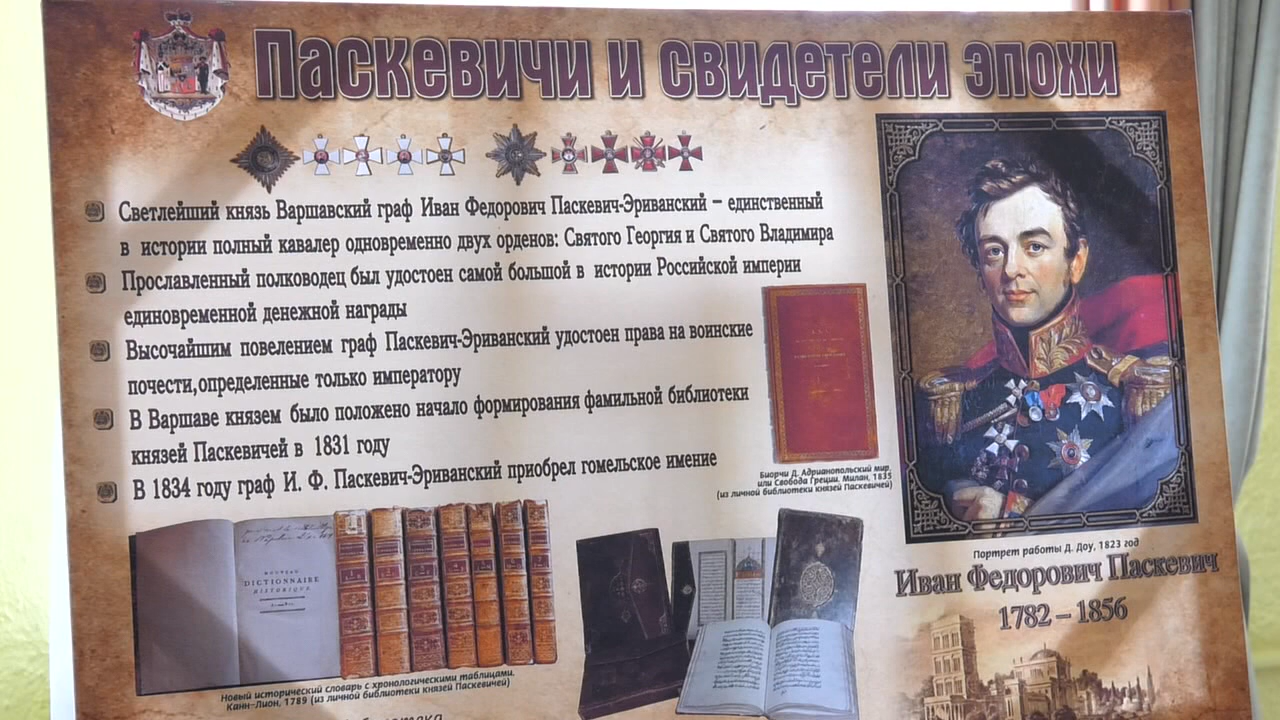 Паскевичи и свидетели эпохи
Светлейший князь Варшавский граф Иван Федорович Паскевич-Эриванский – единственный
в истории полный кавалер одновременно двух орденов: Святого Георгия и Святого Владимира
Прославленный полководец был удостоен самой большой в истории Российской империи
единовременной денежной награды
Высочайшим повелением граф Паскевич-Эриванский удостоен права на воинские
почести,определенные только императору
В Варшаве князем было положено начало формирования фамильной библиотеки
князей Паскевичей в 1831 году
В 1834 году граф И. Ф. Паскевич-Эриванский приобрел гомельское имение
Биорчи Д. Адрианопольский мир,
или Свобода Греции. Милан, 1835
(из личной библиотеки князей Паскевичей)
Портрет работы Д. Доу, 1823 год
Иван Федорович Паскевич
1782 – 1856
NOUVEAU
DICTIONNAIRE
HISTORIQUE
Новый исторический словарь с хронологическими таблицами.
Канн-Лион, 1789 (из личной библиотеки князей Паскевичей)